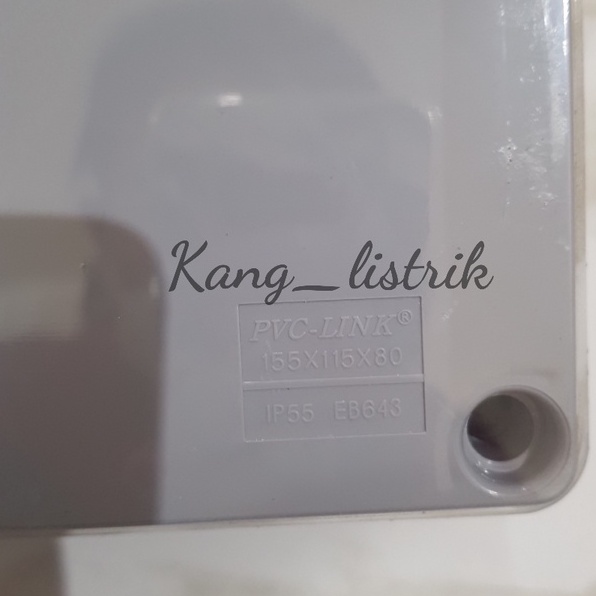 Kang_listrik
PVC-LINK®
155X115X80
IP55 EB643